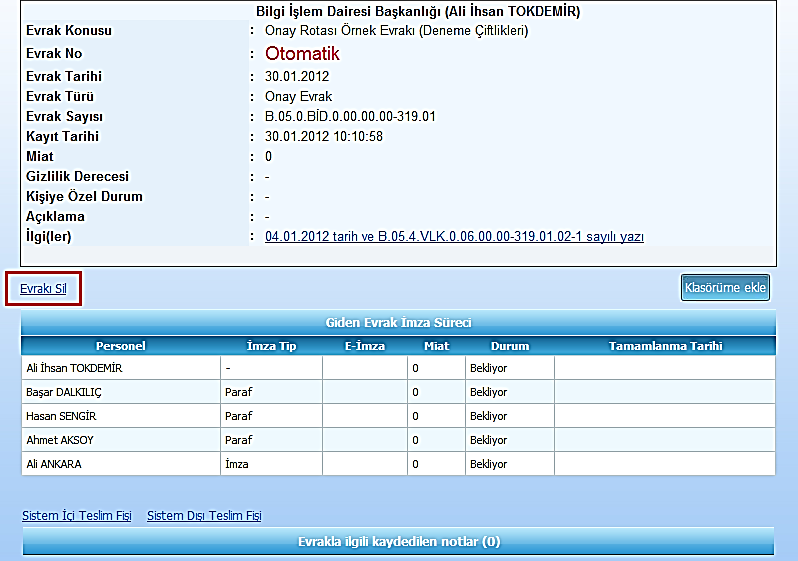 Bilgi İşlem Dairesi Başkanlığı (Ali İhsan TOKDEMİR)
Evrak Konusu : Onay Rotası Örnek Evrakı (Deneme Çiftlikleri)
Evrak No : Otomatik
Evrak Tarihi : 30.01.2012
Evrak Türü : Onay Evrak
Evrak Sayısı : B.05.0.BİD.0.00.00.00-319.01
Kayıt Tarihi : 30.01.2012 10:10:58
Miat : 0
Gizlilik Derecesi : -
Kişiye Özel Durum : -
Açıklama : -
İlgi(ler) : 04.01.2012 tarih ve B.05.4.VLK.0.06.00.00-319.01.02-1 sayılı yazı
Evrakı Sil Klasörüme ekle
Giden Evrak İmza Süreci
Personel İmza Tip E-İmza Miat Durum Tamamlanma Tarihi
Ali İhsan TOKDEMİR - 0 Bekliyor
Başar DALKILIÇ Paraf 0 Bekliyor
Hasan SENGİR Paraf 0 Bekliyor
Ahmet AKSOY Paraf 0 Bekliyor
Ali ANKARA İmza 0 Bekliyor
Sistem İçi Teslim Fişi Sistem Dışı Teslim Fişi
Evrakla ilgili kaydedilen notlar (0)